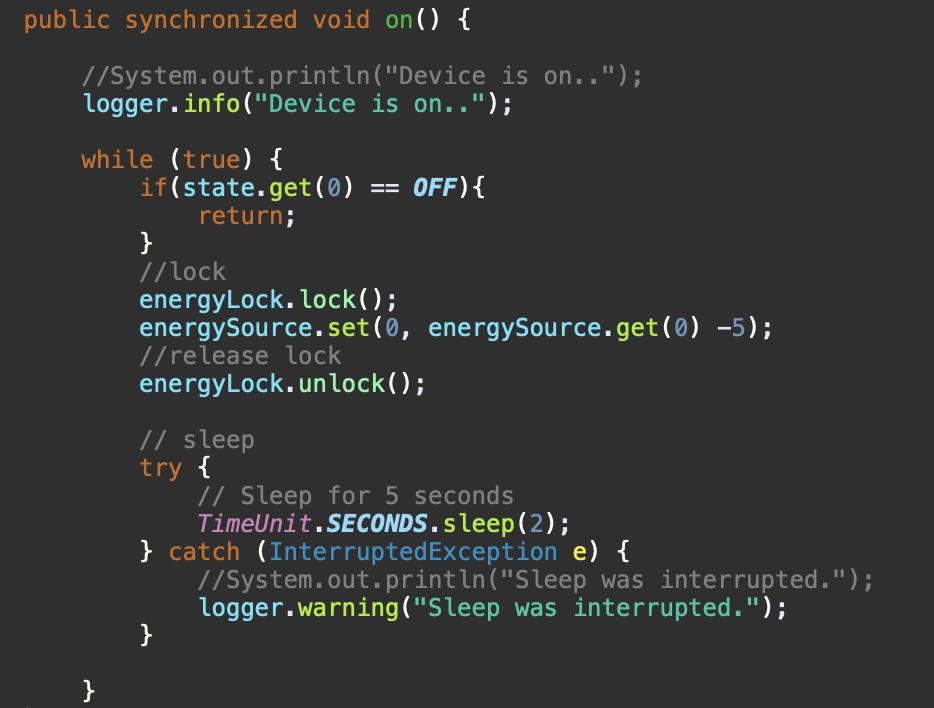 public synchronized void on() {
//System.out.println("Device is on..");
logger.info("Device is on..");
while (true) {
if(state.get(0) == OFF){
return;
}
//lock
energyLock.lock();
energySource.set(0, energySource.get(0) -5);
//release lock
energyLock.unlock();
// sleep
try {
// Sleep for 5 seconds
TimeUnit.SECONDS.sleep(2);
} catch (InterruptedException e) {
//System.out.println("Sleep was interrupted.");
logger.warning("Sleep was interrupted.");
}
}